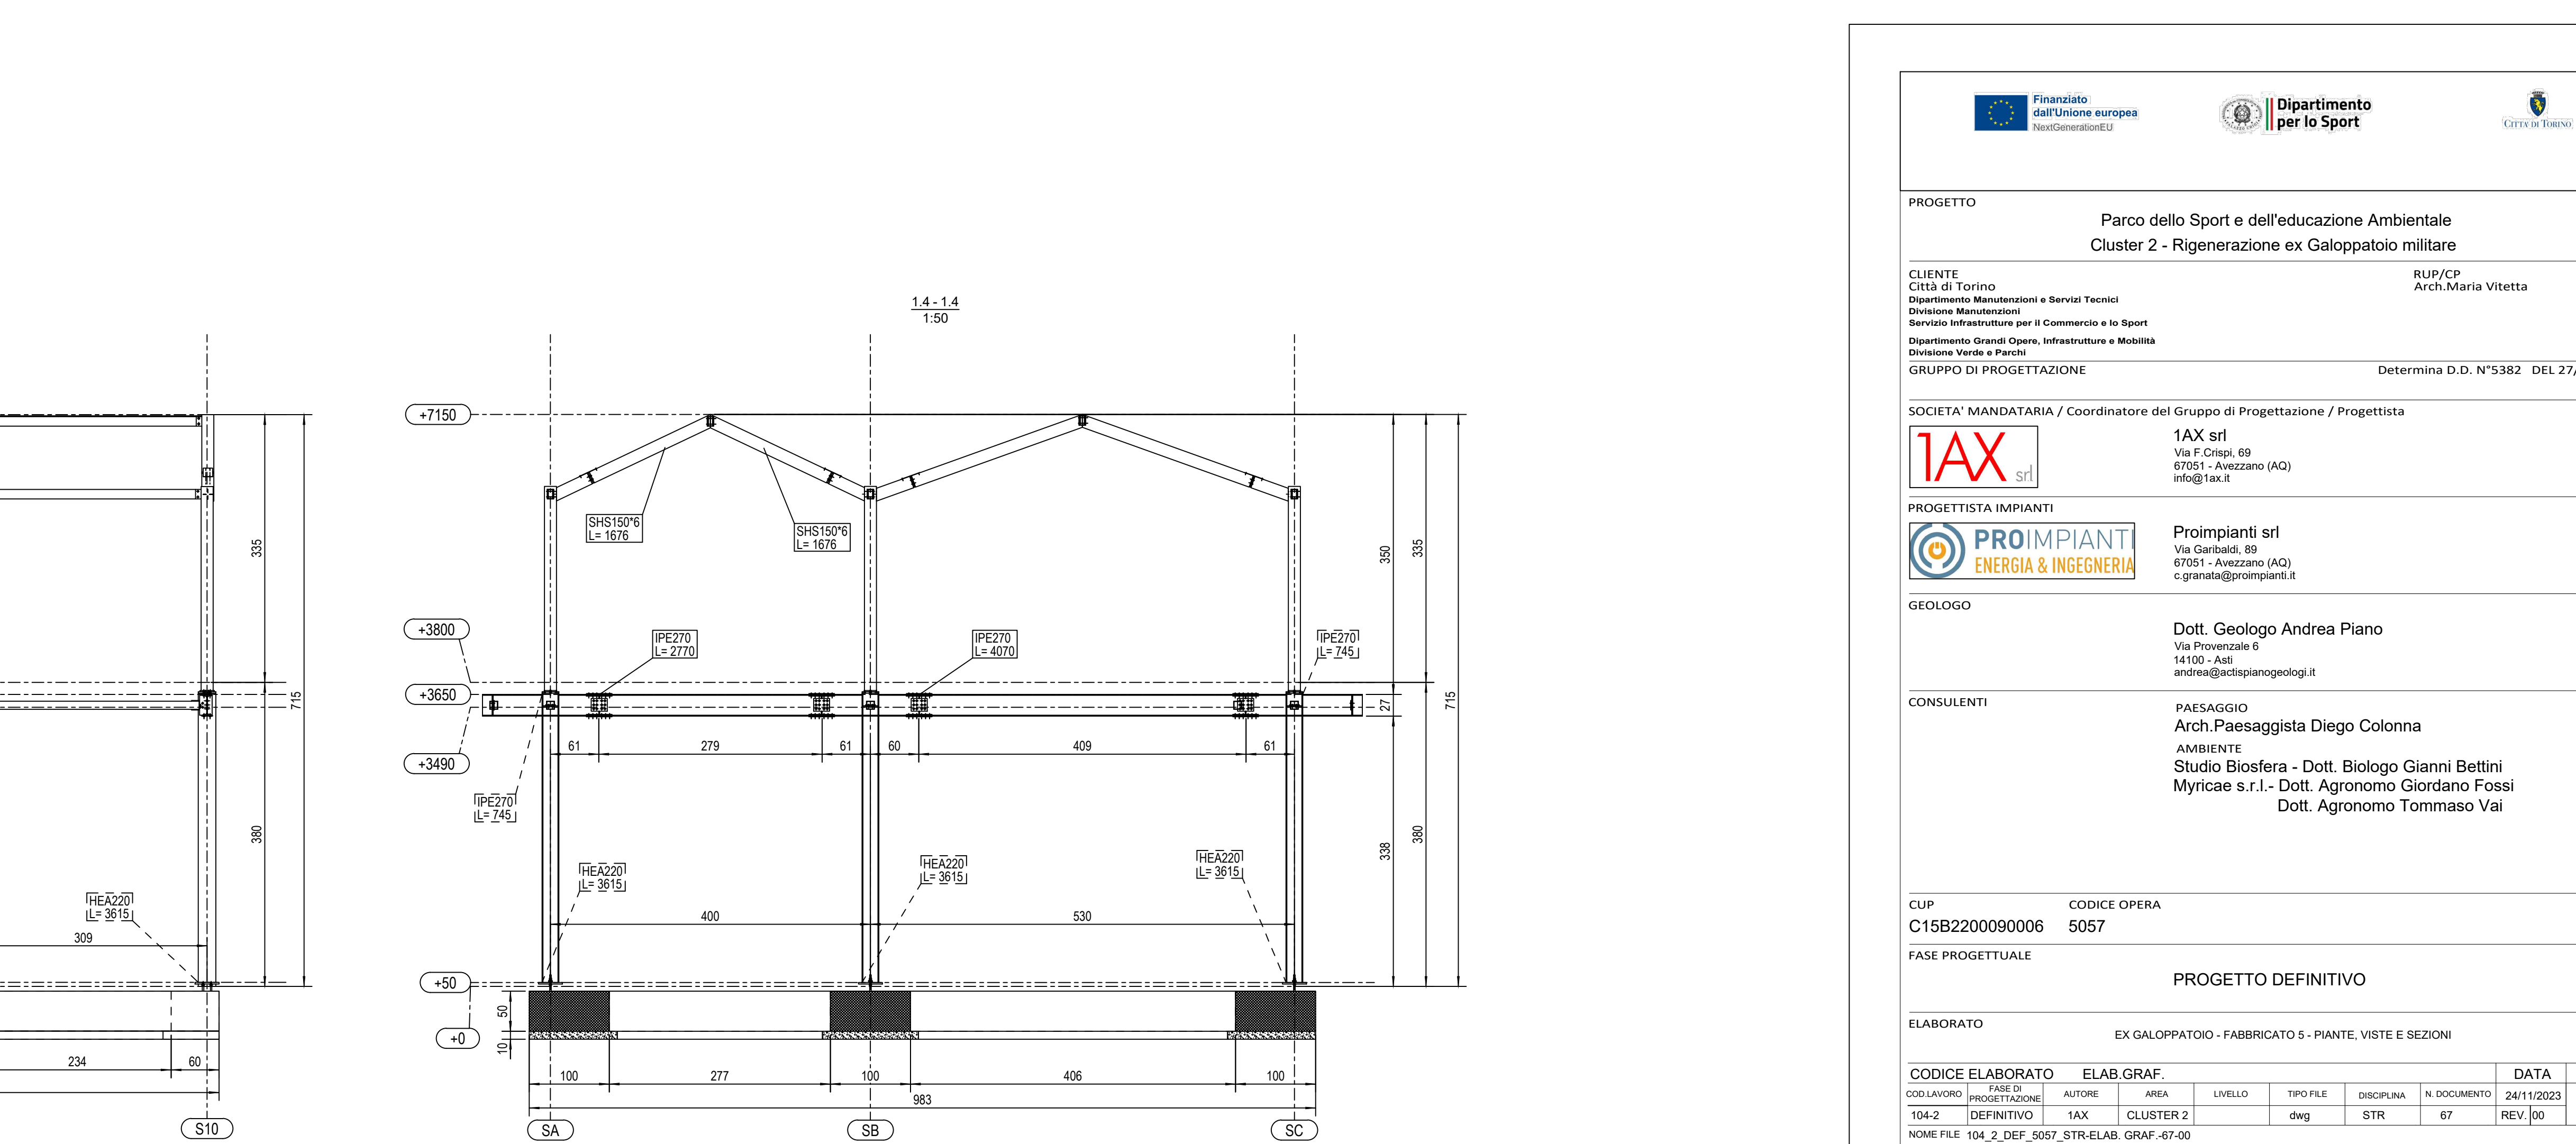 1.4 - 1.4
1:50
+7150
+3800
+3650
+3490
+50
+0
335
715
380
HEA220
L= 3615
309
234
60
S10
SHS150*6
L= 1676
SHS150*6
L= 1676
IPE270
L= 2770
IPE270
L= 4070
IPE270
L= 745
IPE270
L= 745
61
279
61
60
409
61
HEA220
L= 3615
HEA220
L= 3615
HEA220
L= 3615
400
530
350
335
27
715
338
380
50
10
100
277
100
406
100
983
SA
SB
SC
Finanziato
dall'Unione europea
NextGenerationEU
Dipartimento
per lo Sport
CITTA' DI TORINO
PROGETTO
Parco dello Sport e dell'educazione Ambientale
Cluster 2 - Rigenerazione ex Galoppatoio militare
CLIENTE
Città di Torino
Dipartimento Manutenzioni e Servizi Tecnici
Divisione Manutenzioni
Servizio Infrastrutture per il Commercio e lo Sport
Dipartimento Grandi Opere, Infrastrutture e Mobilità
Divisione Verde e Parchi
RUP/CP
Arch.Maria Vitetta
GRUPPO DI PROGETTAZIONE
Determina D.D. N°5382 DEL 27/
SOCIETA' MANDATARIA / Coordinatore del Gruppo di Progettazione / Progettista
1AX srl
1AX srl
Via F.Crispi, 69
67051 - Avezzano (AQ)
info@1ax.it
PROGETTISTA IMPIANTI
PROIMPIANTI
ENERGIA & INGEGNERIA
Proimpianti srl
Via Garibaldi, 89
67051 - Avezzano (AQ)
c.granata@proimpianti.it
GEOLOGO
Dott. Geologo Andrea Piano
Via Provenzale 6
14100 - Asti
andrea@actispianogeologi.it
CONSULENTI
PAESAGGIO
Arch.Paesaggista Diego Colonna
AMBIENTE
Studio Biosfera - Dott. Biologo Gianni Bettini
Myricae s.r.l.- Dott. Agronomo Giordano Fossi
Dott. Agronomo Tommaso Vai
CUP
C15B2200090006
CODICE OPERA
5057
FASE PROGETTUALE
PROGETTO DEFINITIVO
ELABORATO
EX GALOPPATOIO - FABBRICATO 5 - PIANTE, VISTE E SEZIONI
CODICE ELABORATO ELAB.GRAF. DATA
COD.LAVORO FASE DI PROGETTAZIONE AUTORE AREA LIVELLO TIPO FILE DISCIPLINA N. DOCUMENTO 24/11/2023
104-2 DEFINITIVO 1AX CLUSTER 2 dwg STR 67 REV. 00
NOME FILE 104_2_DEF_5057_STR-ELAB. GRAF.-67-00